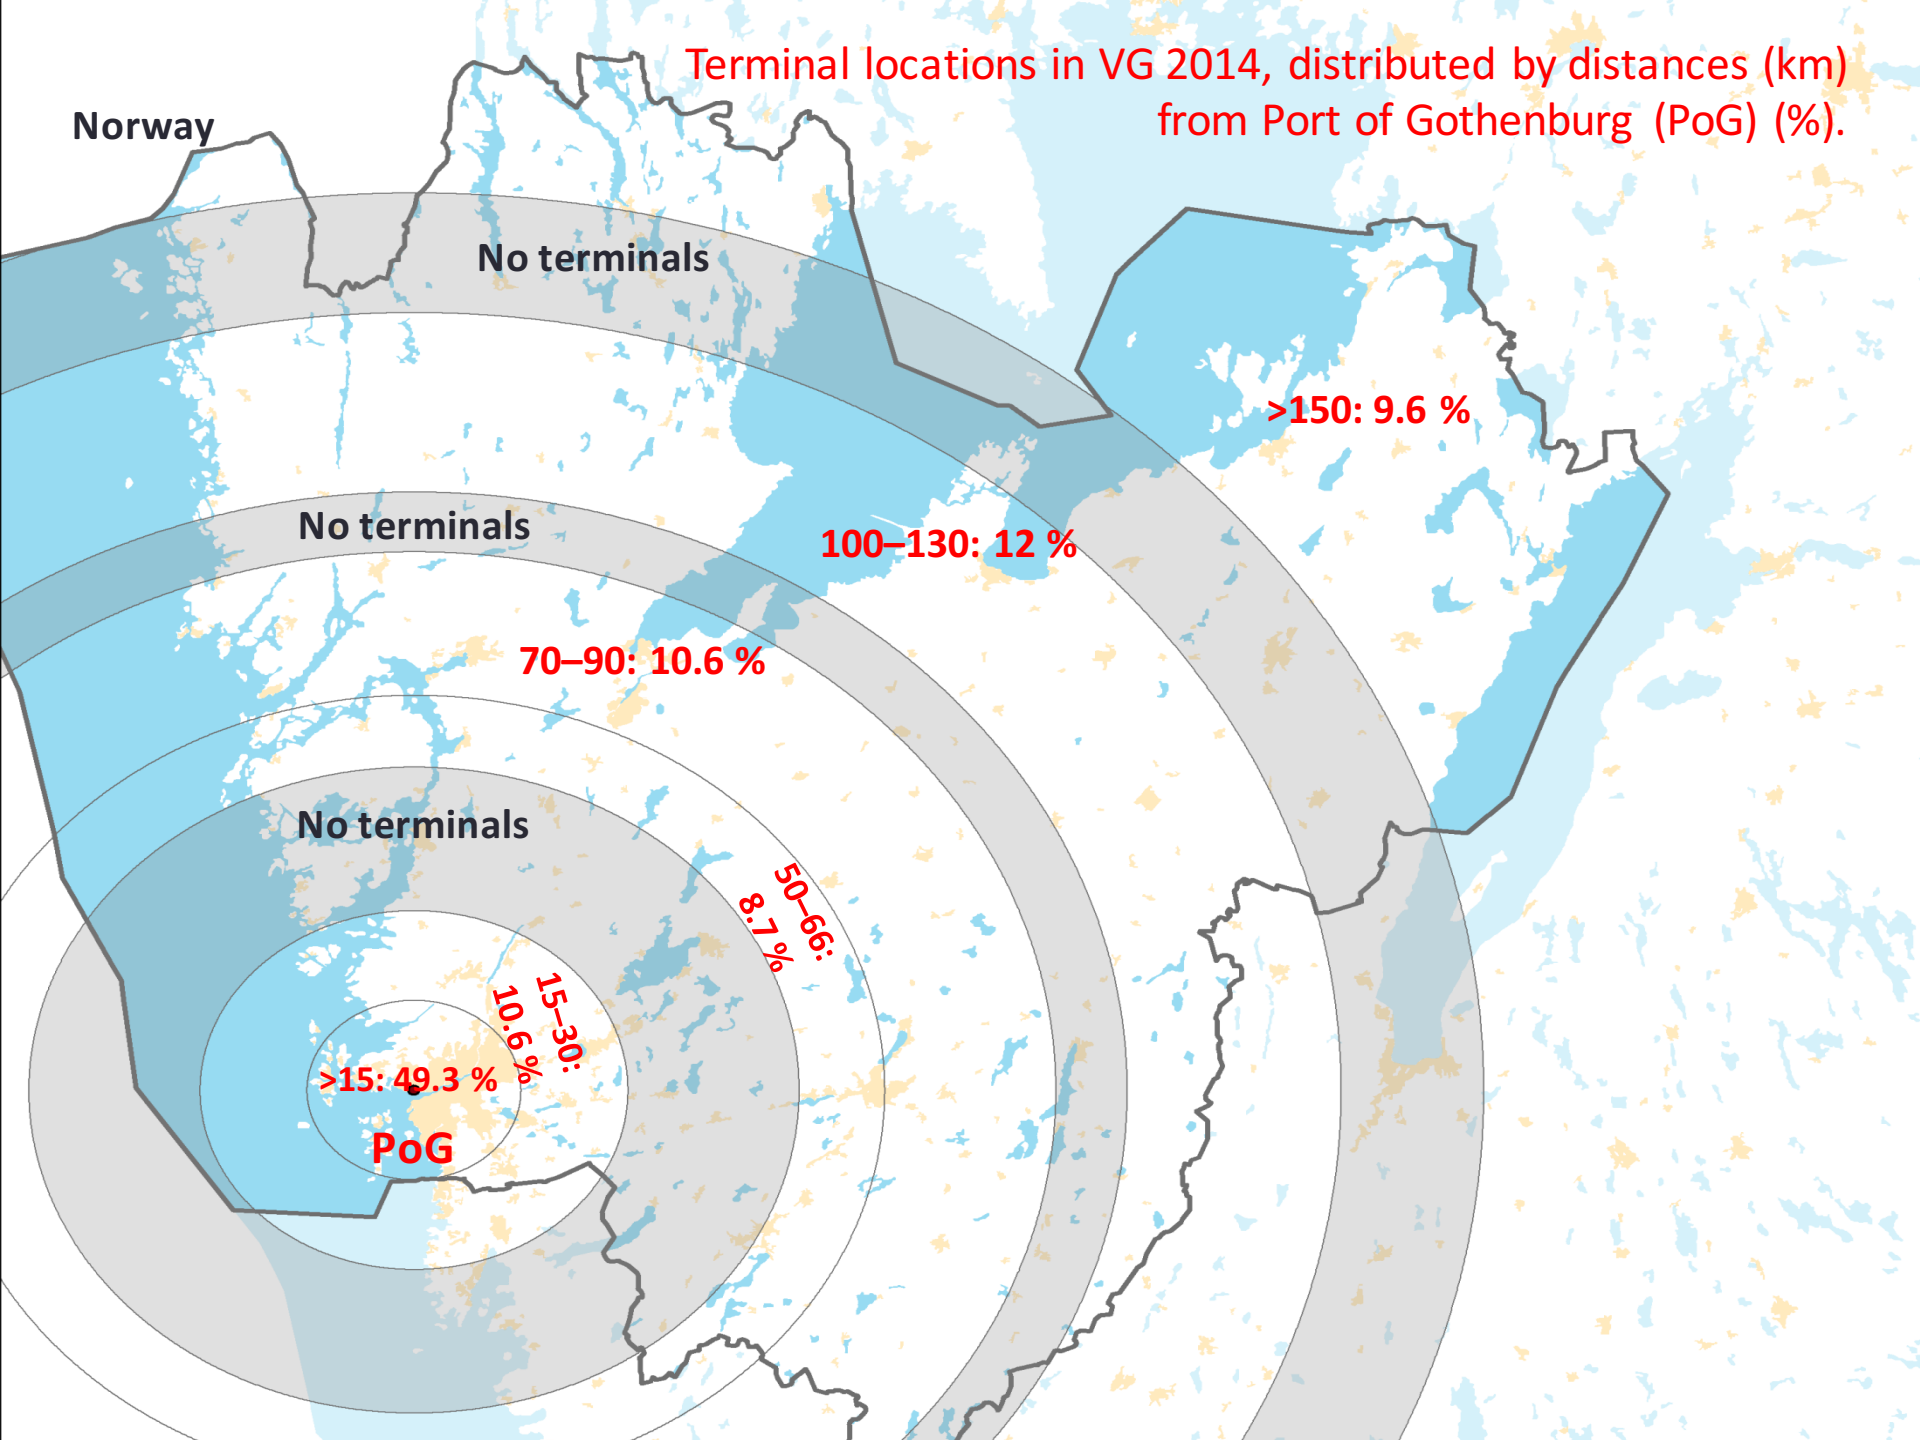 Terminal locations in VG 2014, distributed by distances (km)
from Port of Gothenburg (PoG) (%).
Norway
No terminals
>150: 9.6 %
No terminals
100–130: 12 %
70–90: 10.6 %
No terminals
50–66:
8.7 %
15–30:
10.6 %
>15: 49.3 %
PoG